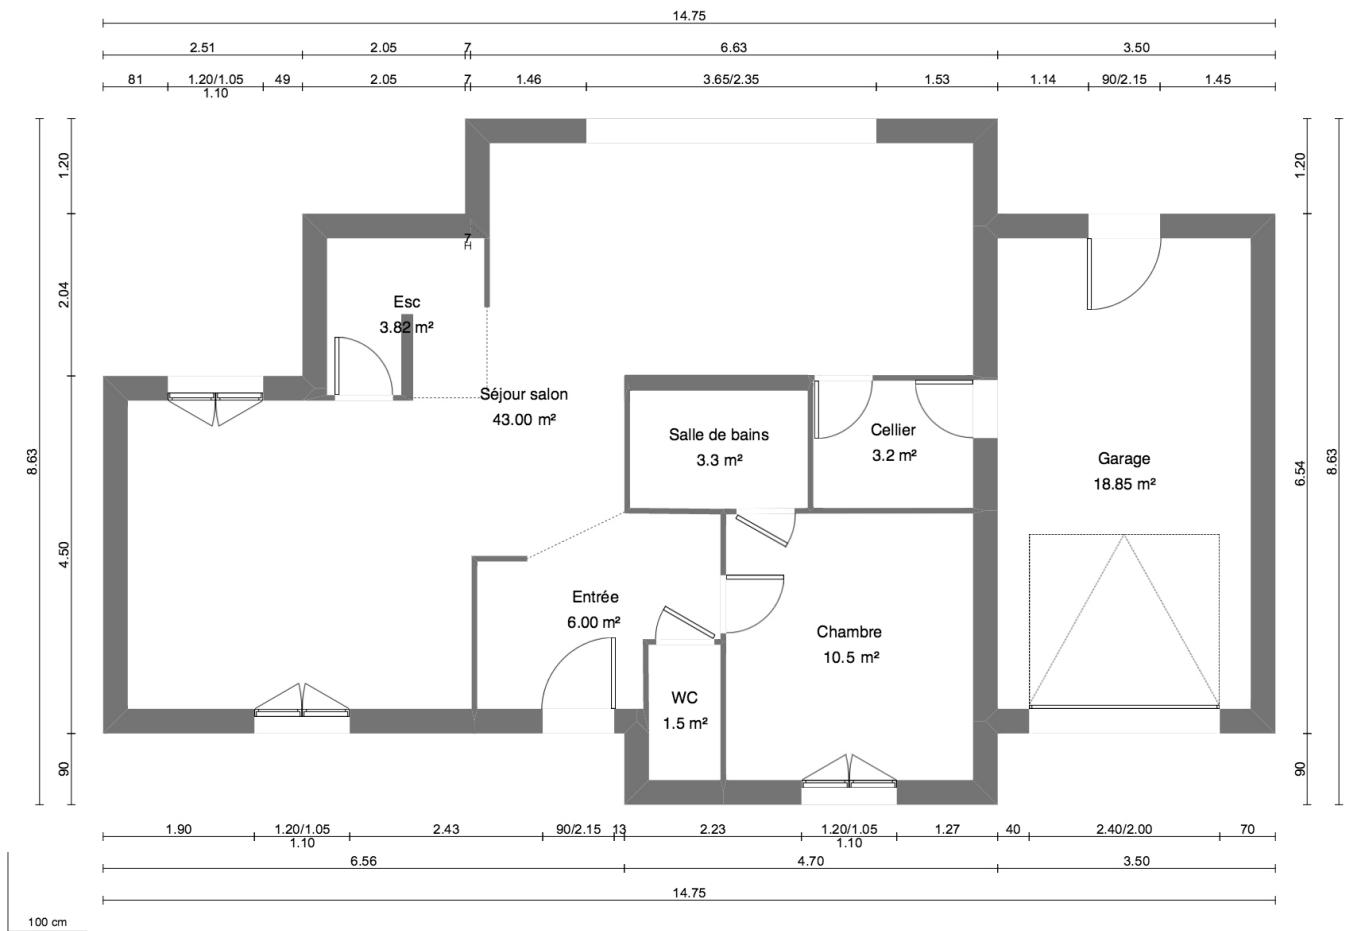 14.75
2.51 2.05 7 6.63 3.50
81 1.20/1.05 49 2.05 7 1.46 3.65/2.35 1.53 1.14 90/2.15 1.45
1.10
1.20
1.20
7
2.04
Esc
3.82 m²
Séjour salon
43.00 m²
Salle de bains
3.3 m²
Cellier
3.2 m²
Garage
18.85 m²
8.63
6.54
8.63
4.50
Entrée
6.00 m²
Chambre
10.5 m²
WC
1.5 m²
90
90
1.90 1.20/1.05 2.43 90/2.15 13 2.23 1.20/1.05 1.27 40 2.40/2.00 70
1.10 1.10
6.56 4.70 3.50
14.75
100 cm